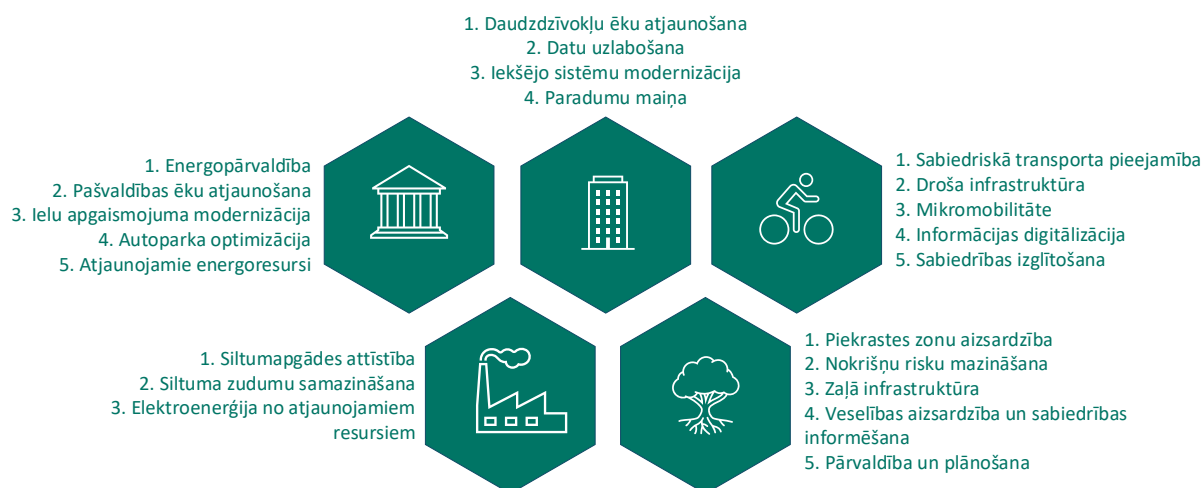 1. Daudzdzīvokļu ēku atjaunošana
2. Datu uzlabošana
3. Iekšējo sistēmu modernizācija
4. Paradumu maiņa
1. Energopārvaldība
2. Pašvaldības ēku atjaunošana
3. Ielu apgaismojuma modernizācija
4. Autoparka optimizācija
5. Atjaunojamie energoresursi
1. Sabiedriskā transporta pieejamība
2. Droša infrastruktūra
3. Mikromobilitāte
4. Informācijas digitālizācija
5. Sabiedrības izglītošana
1. Siltumapgādes attīstība
2. Siltuma zudumu samazināšana
3. Elektroenerģija no atjaunojamiem
resursiem
1. Piekrastes zonu aizsardzība
2. Nokrišņu risku mazināšana
3. Zaļā infrastruktūra
4. Veselības aizsardzība un sabiedrības
informēšana
5. Pārvaldība un plānošana